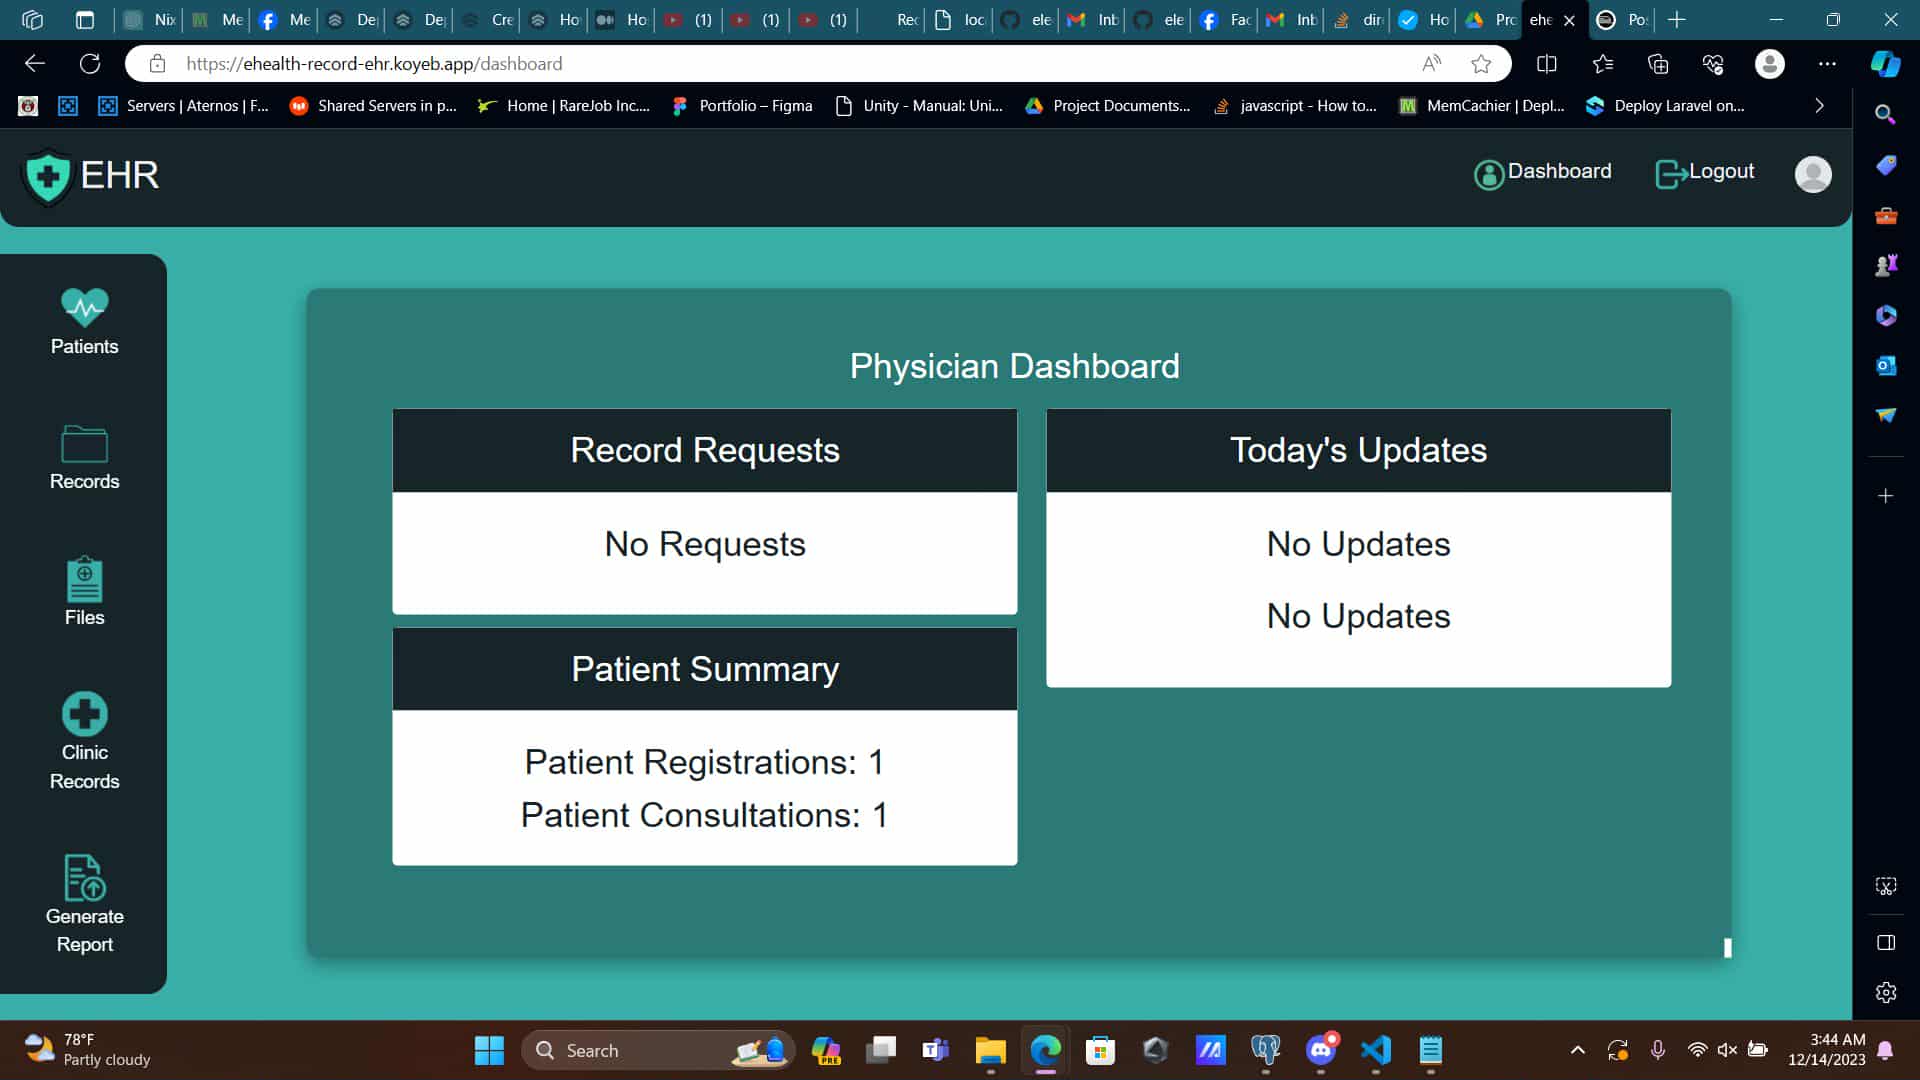 Nix
Me
Me
De
De
Cre
Ho
Ho
(1)
(1)
(1)
Rec
loc
ele
Inb
ele
Fac
Inb
dir
Ho
Pro
ehe
Po
https://ehealth-record-ehr.koyeb.app/dashboard
Servers | Aternos | F...
Shared Servers in p...
Home | RareJob Inc....
Portfolio – Figma
Unity - Manual: Uni...
Project Documents...
javascript - How to...
MemCachier | Depl...
Deploy Laravel on...
EHR
Dashboard
Logout
Patients
Records
Files
Clinic
Records
Generate
Report
Physician Dashboard
Record Requests
No Requests
Patient Summary
Patient Registrations: 1
Patient Consultations: 1
Today's Updates
No Updates
No Updates
78°F
Partly cloudy
Search
PRE
3:44 AM
12/14/2023